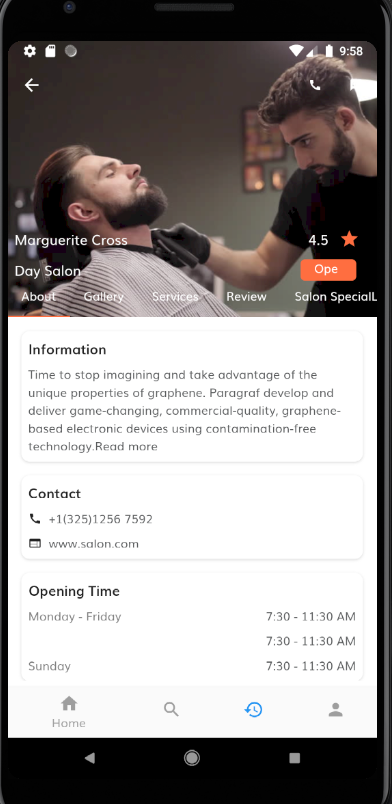 9:58
Marguerite Cross
4.5
Day Salon
Ope
About Gallery Services Review Salon SpecialL
Information
Time to stop imagining and take advantage of the
unique properties of graphene. Paragraf develop and
deliver game-changing, commercial-quality, graphene-
based electronic devices using contamination-free
technology.Read more
Contact
+1(325)1256 7592
www.salon.com
Opening Time
Monday - Friday 7:30 - 11:30 AM
7:30 - 11:30 AM
Sunday 7:30 - 11:30 AM
Home